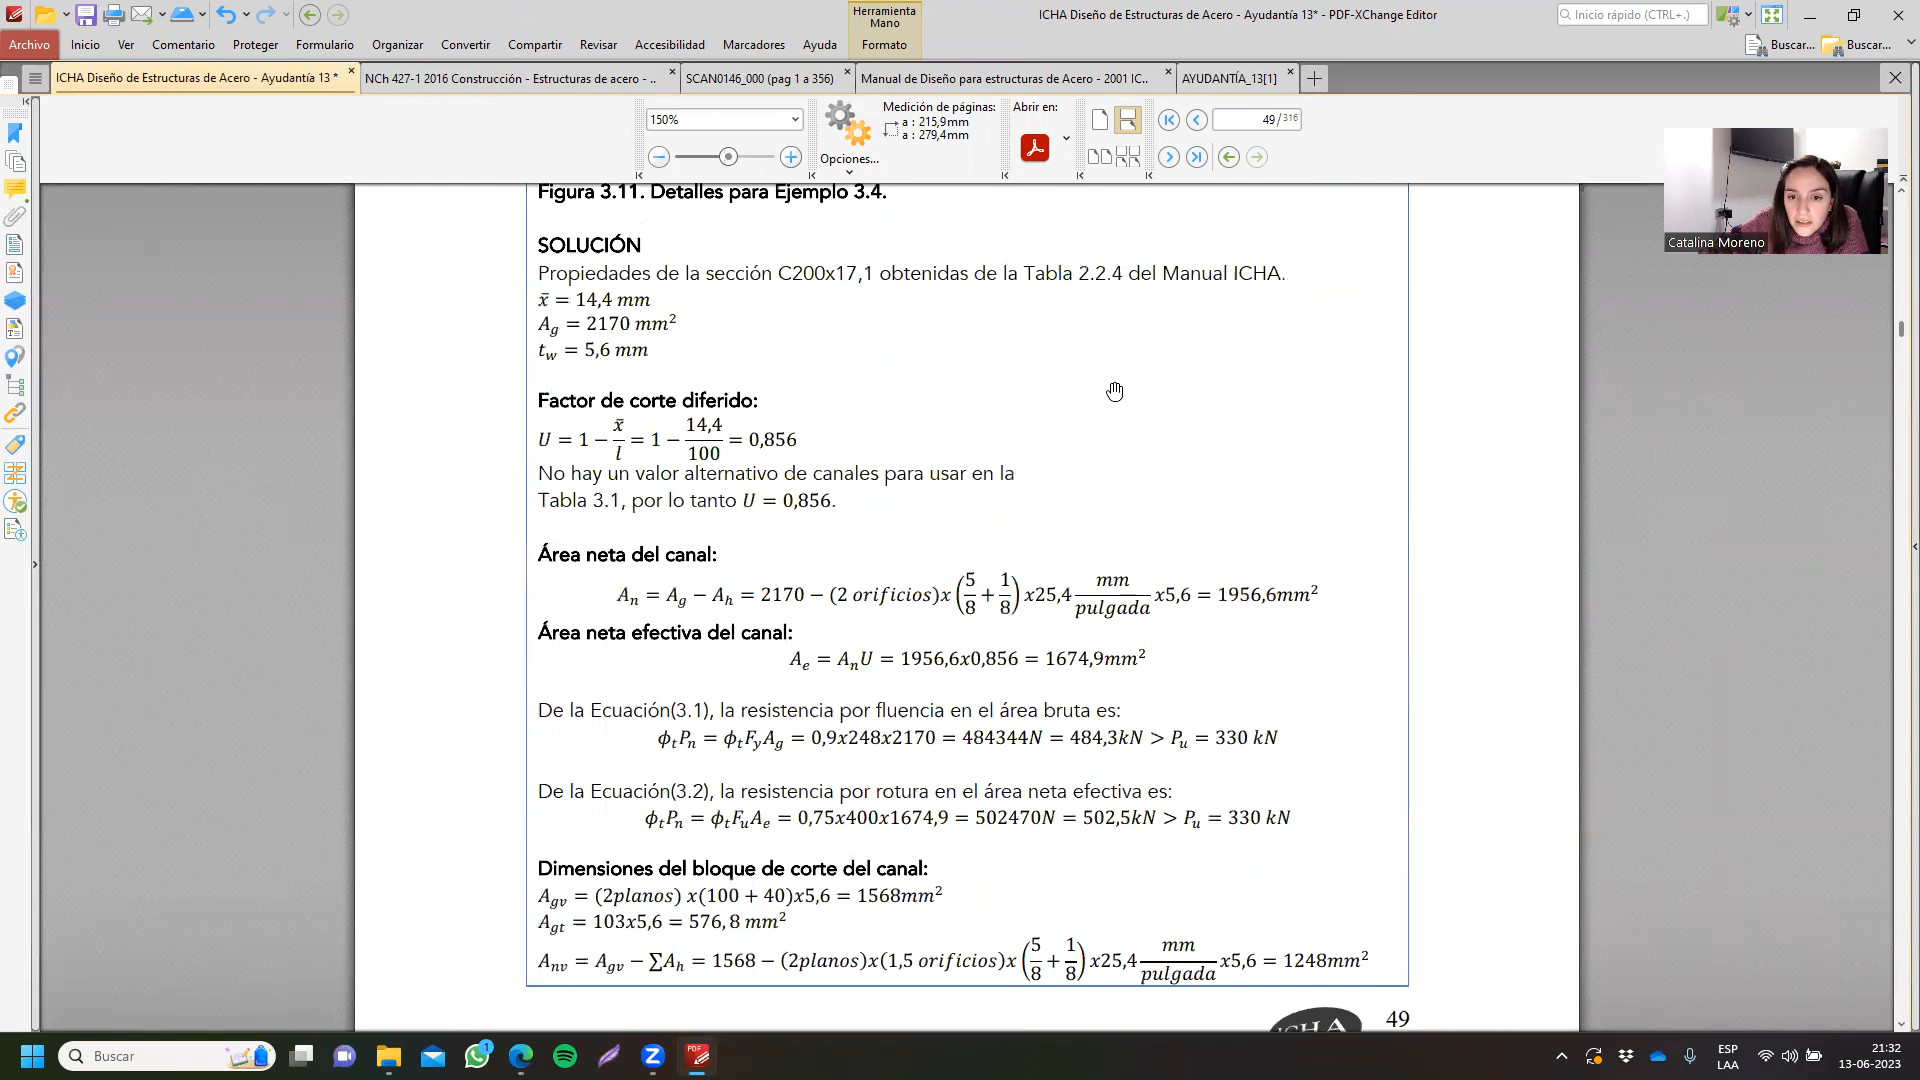 Herramienta
Mano
ICHA Diseño de Estructuras de Acero - Ayudantía 13* - PDF-XChange Editor
Inicio rápido (CTRL+.)
Archivo Inicio Ver Comentario Proteger Formulario Organizar Convertir Compartir Revisar Accesibilidad Marcadores Ayuda Formato Buscar... Buscar...
ICHA Diseño de Estructuras de Acero - Ayudantía 13 * NCh 427-1 2016 Construcción - Estructuras de acero - .. SCAN0146_000 (pag 1 a 356) Manual de Diseño para estructuras de Acero - 2001 IC.. AYUDANTÍA_13[1]
150%
Opciones...
Medición de páginas:
a : 215,9mm
a : 279,4mm
Abrir en:
49 / 316
Catalina Moreno
Figura 3.11. Detalles para Ejemplo 3.4.
SOLUCIÓN
Propiedades de la sección C200x17,1 obtenidas de la Tabla 2.2.4 del Manual ICHA.
x̄ = 14,4 mm
A_g = 2170 mm²
t_w = 5,6 mm
Factor de corte diferido:
U = 1 − x̄/l = 1 − 14,4/100 = 0,856
No hay un valor alternativo de canales para usar en la
Tabla 3.1, por lo tanto U = 0,856.
Área neta del canal:
A_n = A_g − A_h = 2170 − (2 orificios)x (5/8 + 1/8) x25,4 mm/pulgada x5,6 = 1956,6mm²
Área neta efectiva del canal:
A_e = A_nU = 1956,6x0,856 = 1674,9mm²
De la Ecuación(3.1), la resistencia por fluencia en el área bruta es:
ϕ_tP_n = ϕ_tF_yA_g = 0,9x248x2170 = 484344N = 484,3kN > P_u = 330 kN
De la Ecuación(3.2), la resistencia por rotura en el área neta efectiva es:
ϕ_tP_n = ϕ_tF_uA_e = 0,75x400x1674,9 = 502470N = 502,5kN > P_u = 330 kN
Dimensiones del bloque de corte del canal:
A_gv = (2planos) x(100 + 40)x5,6 = 1568mm²
A_gt = 103x5,6 = 576,8 mm²
A_nv = A_gv − ∑A_h = 1568 − (2planos)x(1,5 orificios)x (5/8 + 1/8) x25,4 mm/pulgada x5,6 = 1248mm²
ICHA
49
Buscar
1
PDF
ESP
LAA
21:32
13-06-2023